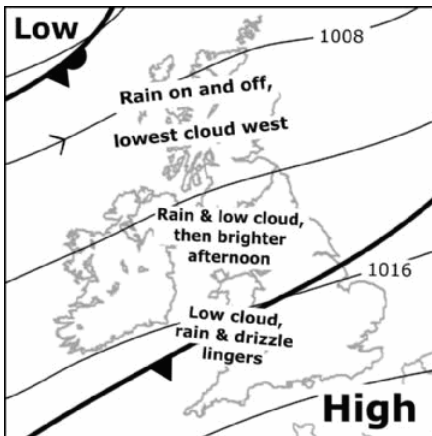 Low
1008
Rain on and off,
lowest cloud west
Rain & low cloud,
then brighter
afternoon
1016
Low cloud,
rain & drizzle
lingers
High